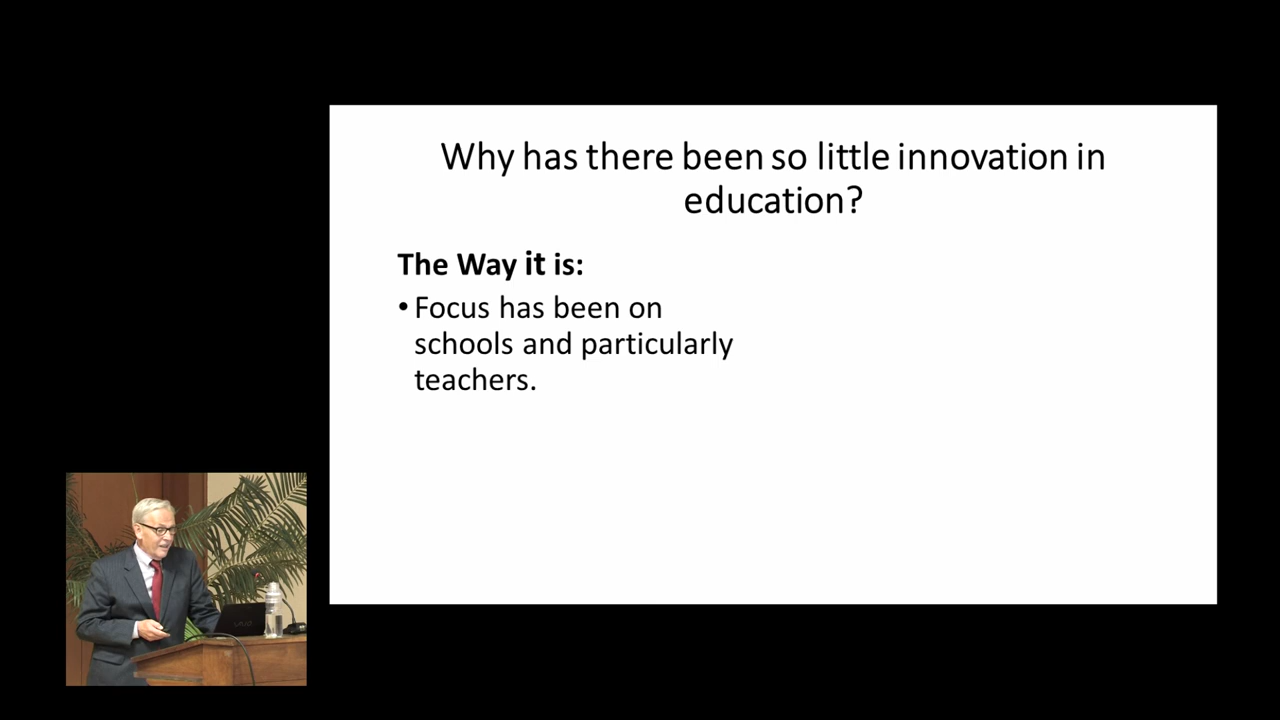 Why has there been so little innovation in
education?
The Way it is:
• Focus has been on
schools and particularly
teachers.
VAIO